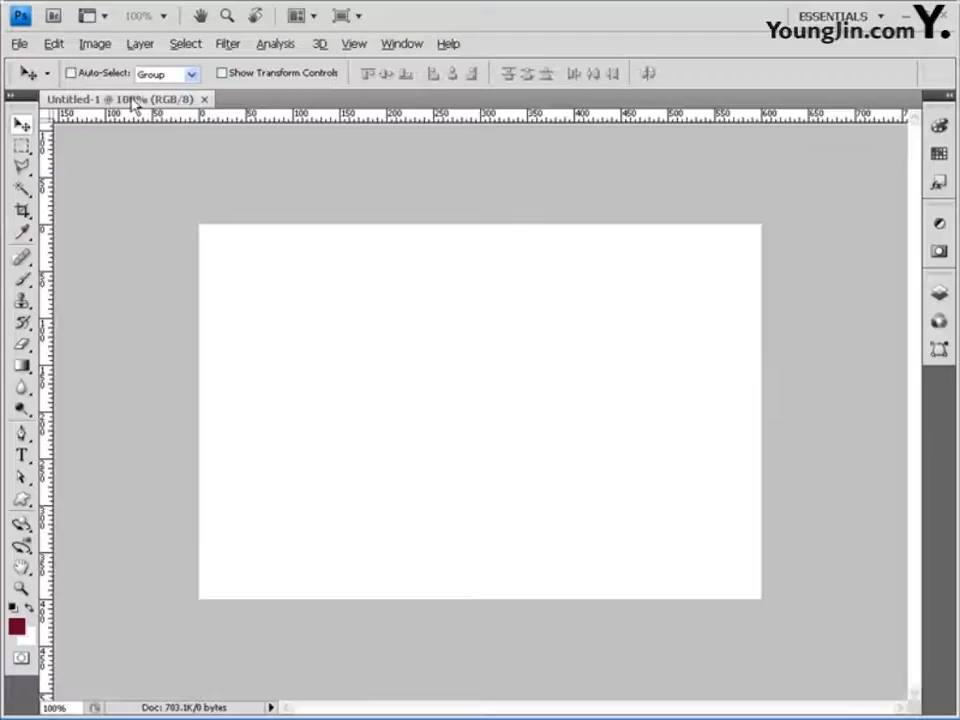 Ps Br 100% ESSENTIALS
YoungJin.com Y.
File Edit Image Layer Select Filter Analysis 3D View Window Help
Auto-Select: Group Show Transform Controls
Untitled-1 @ 100% (RGB/8) ×
150 100 50 0 50 100 150 200 250 300 350 400 450 500 550 600 650 700
T
100% Doc: 703.1K/0 bytes